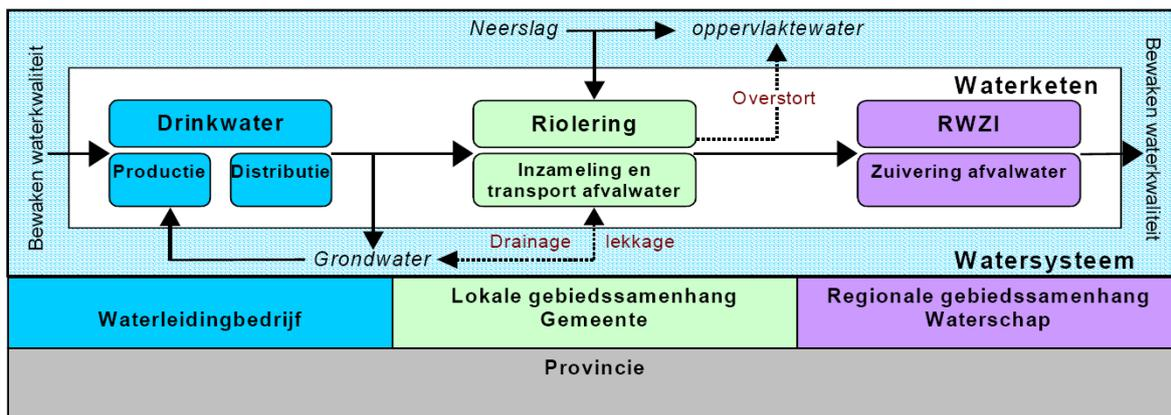 Neerslag
oppervlaktewater
Bewaken waterkwaliteit
Bewaken waterkwaliteit
Waterketen
Overstort
Drinkwater
Riolering
RWZI
Productie
Distributie
Inzameling en
transport afvalwater
Zuivering afvalwater
Drainage
lekkage
Grondwater
Watersysteem
Waterleidingbedrijf
Lokale gebiedssamenhang
Gemeente
Regionale gebiedssamenhang
Waterschap
Provincie